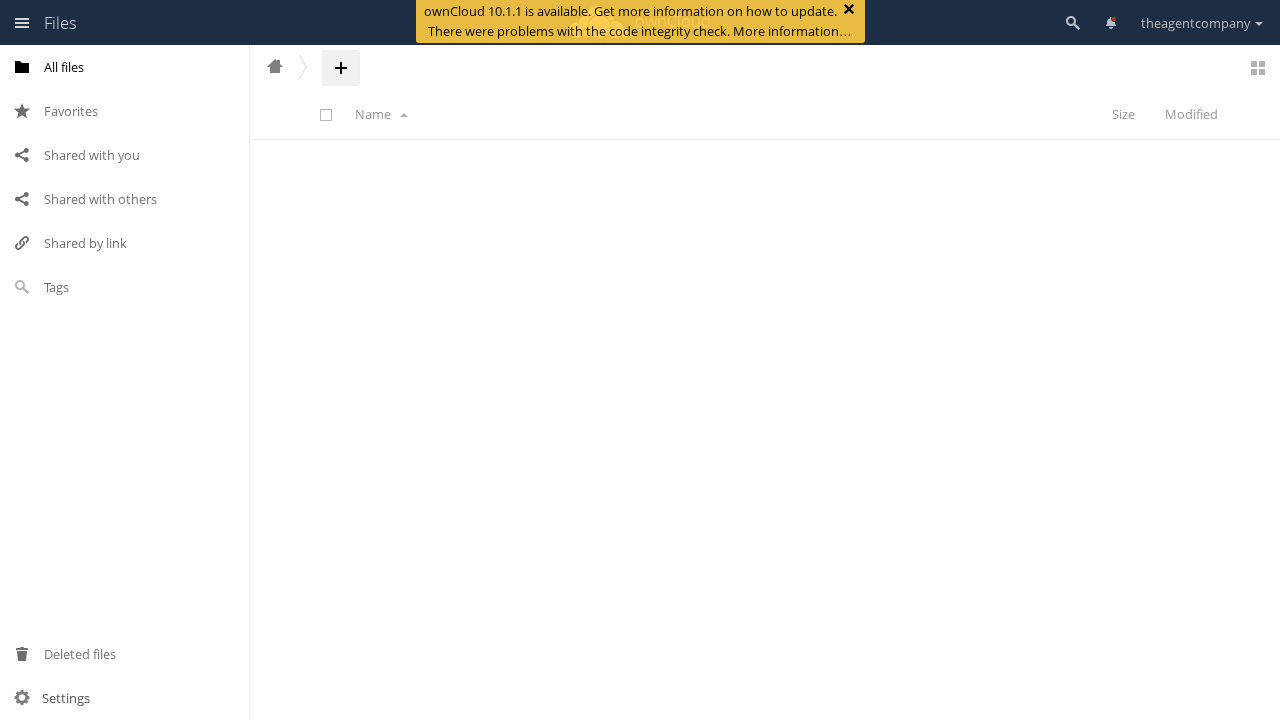 Files
ownCloud 10.1.1 is available. Get more information on how to update.
There were problems with the code integrity check. More information…
theagentcompany
All files
Favorites
Shared with you
Shared with others
Shared by link
Tags
Deleted files
Settings
Name
Size
Modified